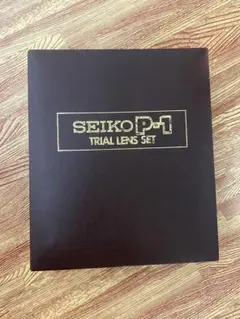 SEIKO P-1
TRIAL LENS SET